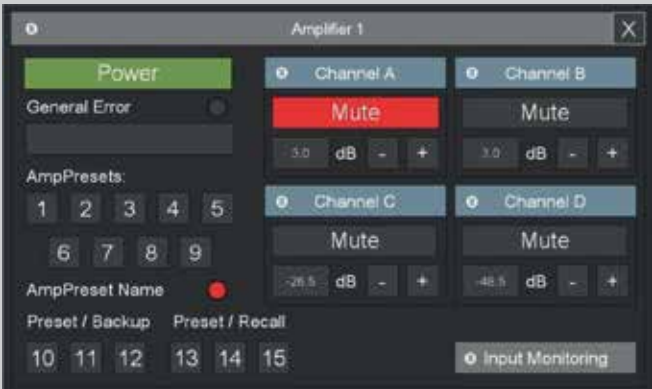 Amplifier 1 X
Power
General Error
AmpPresets:
1 2 3 4 5
6 7 8 9
AmpPreset Name
Preset / Backup Preset / Recall
10 11 12 13 14 15
Channel A
Mute
3.0 dB - +
Channel B
Mute
3.0 dB - +
Channel C
Mute
-26.5 dB - +
Channel D
Mute
-48.5 dB - +
Input Monitoring